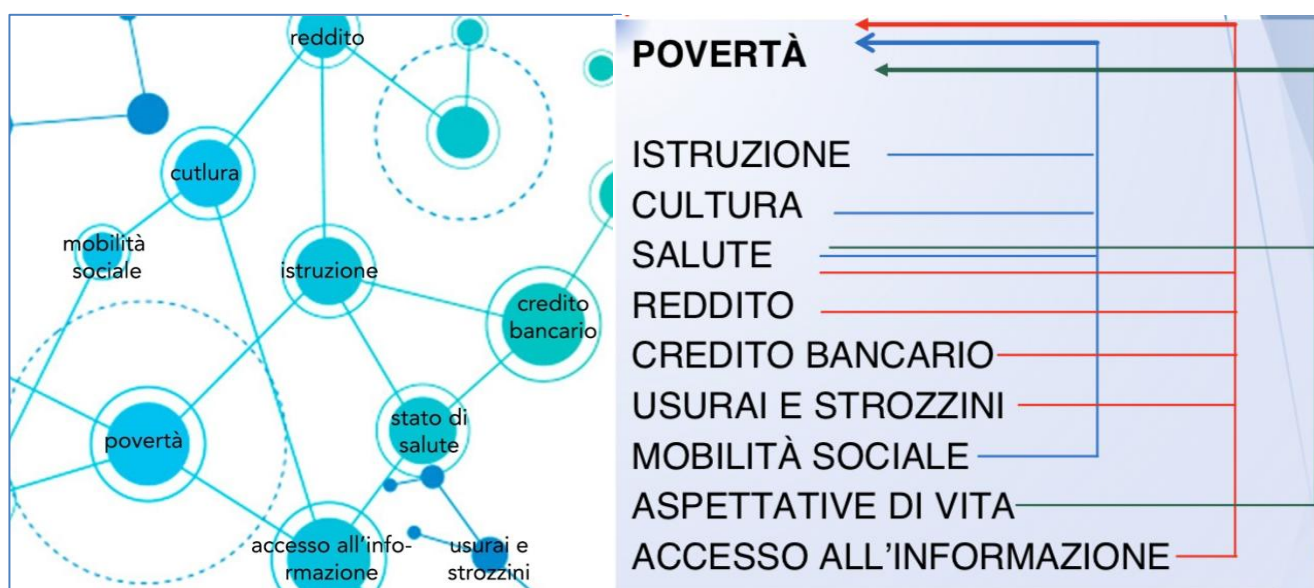 reddito
cutlura
mobilità
sociale
istruzione
credito
bancario
povertà
stato di
salute
accesso all'info-
rmazione
usurai e
strozzini
POVERTÀ
ISTRUZIONE
CULTURA
SALUTE
REDDITO
CREDITO BANCARIO
USURAI E STROZZINI
MOBILITÀ SOCIALE
ASPETTATIVE DI VITA
ACCESSO ALL'INFORMAZIONE